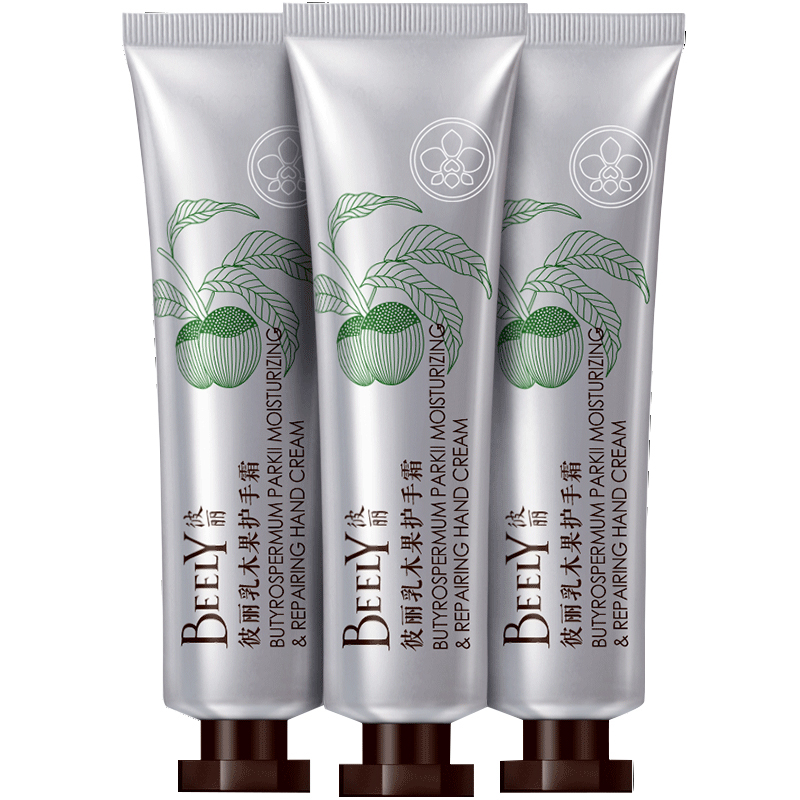 BEELY 彼丽
彼丽乳木果护手霜
BUTYROSPERMUM PARKII MOISTURIZING
& REPAIRING HAND CREAM
BEELY 彼丽
彼丽乳木果护手霜
BUTYROSPERMUM PARKII MOISTURIZING
& REPAIRING HAND CREAM
BEELY 彼丽
彼丽乳木果护手霜
BUTYROSPERMUM PARKII MOISTURIZING
& REPAIRING HAND CREAM